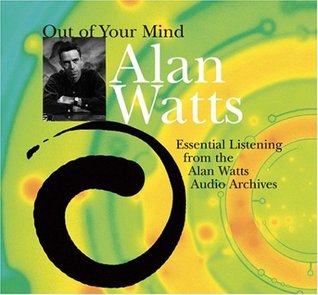 Out of Your Mind
Alan
Watts
Essential Listening
from the
Alan Watts
Audio Archives